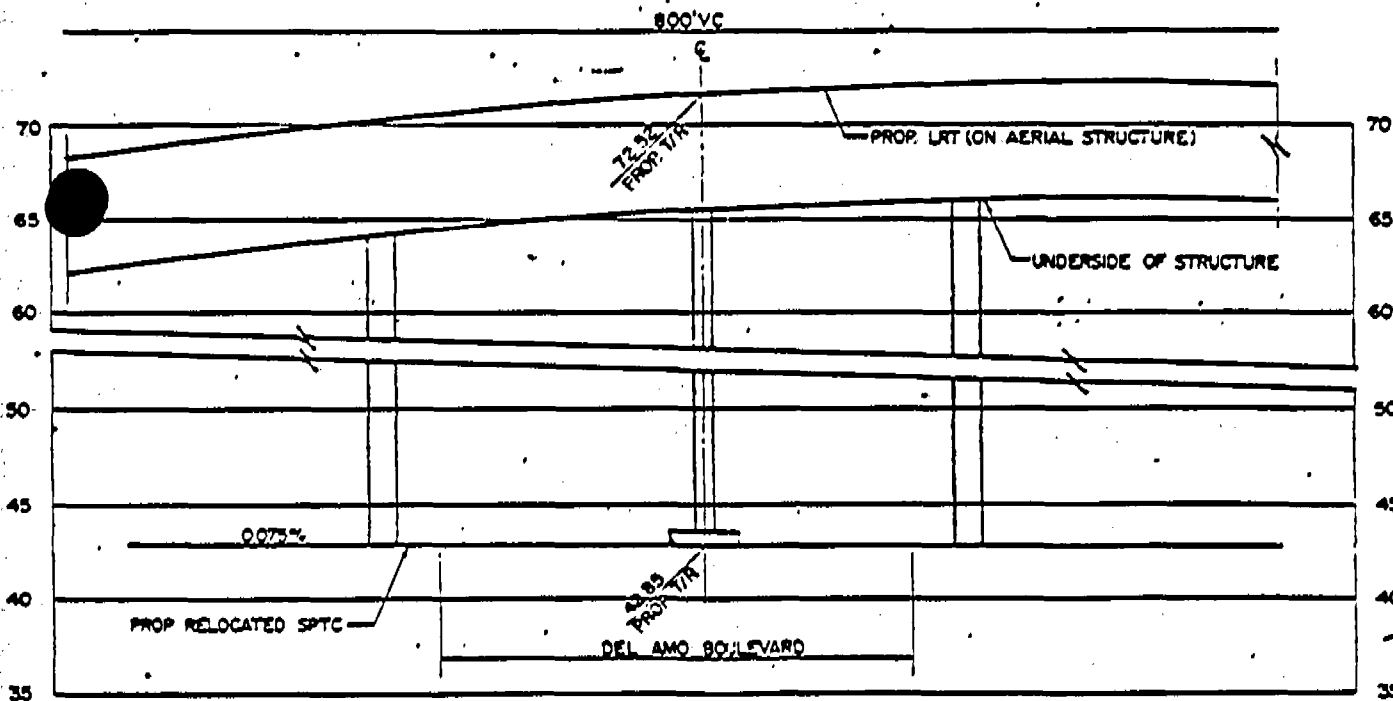 800' VC
℄
70
70
72.52
PROP. T/R
PROP. LRT (ON AERIAL STRUCTURE)
65
65
UNDERSIDE OF STRUCTURE
60
60
50
50
45
45
0.075%
42.85
PROP T/R
40
40
PROP RELOCATED SPTC
DEL AMO BOULEVARD
35
35